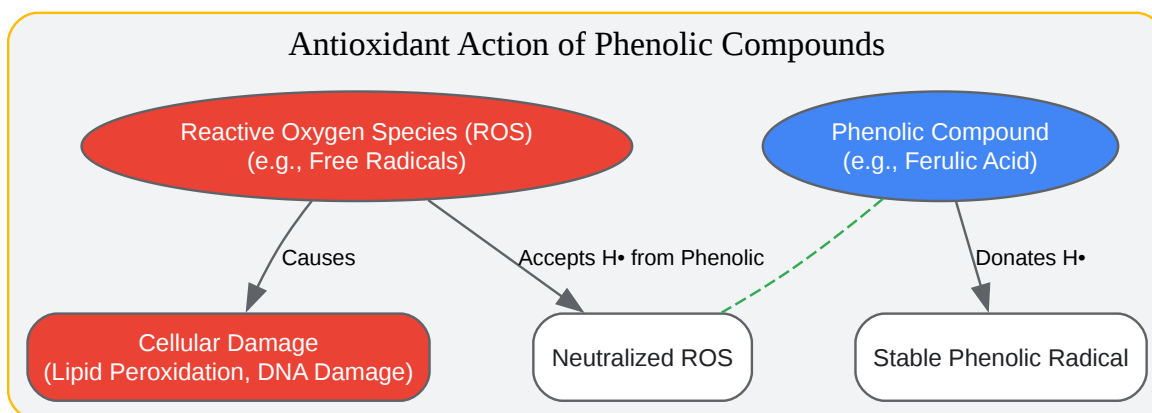 Antioxidant Action of Phenolic Compounds
Reactive Oxygen Species (ROS)
(e.g., Free Radicals)
Phenolic Compound
(e.g., Ferulic Acid)
Causes
Accepts H• from Phenolic
Donates H•
Cellular Damage
(Lipid Peroxidation, DNA Damage)
Neutralized ROS
Stable Phenolic Radical